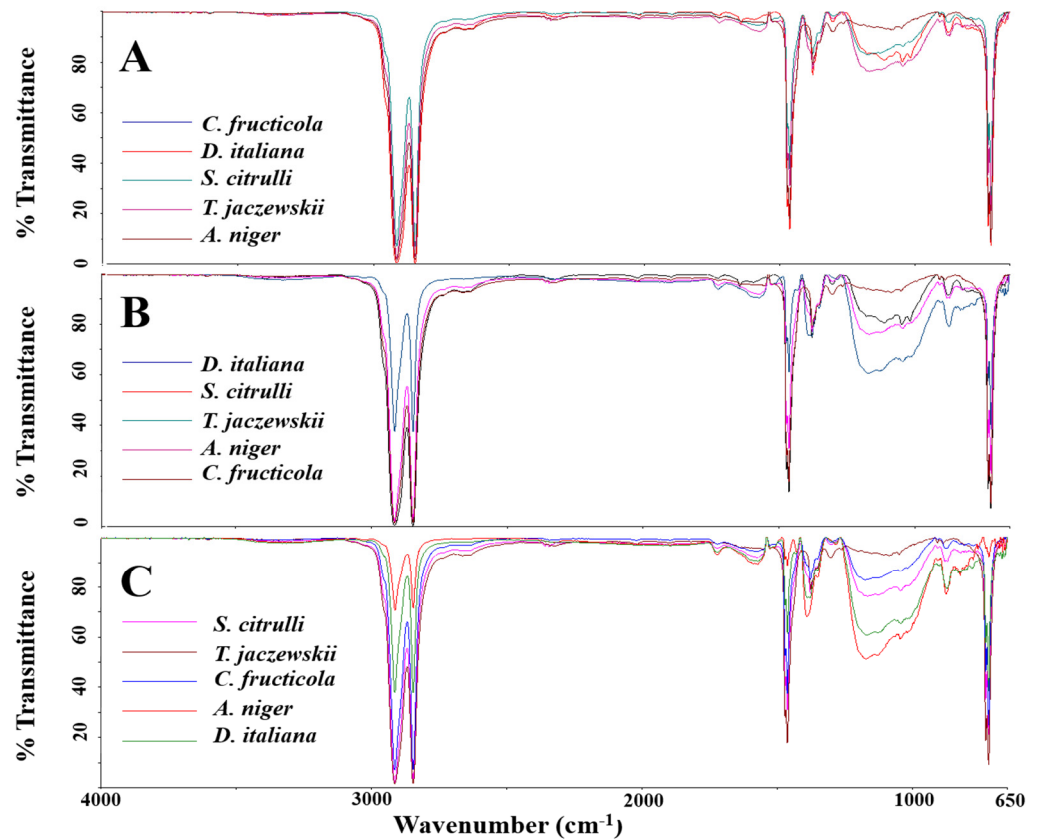 A
% Transmittance
80
60
40
20
0
C. fructicola
D. italiana
S. citrulli
T. jaczewskii
A. niger
B
% Transmittance
80
60
40
20
0
D. italiana
S. citrulli
T. jaczewskii
A. niger
C. fructicola
C
% Transmittance
80
60
40
20
S. citrulli
T. jaczewskii
C. fructicola
A. niger
D. italiana
4000 3000 2000 1000 650
Wavenumber (cm-1)